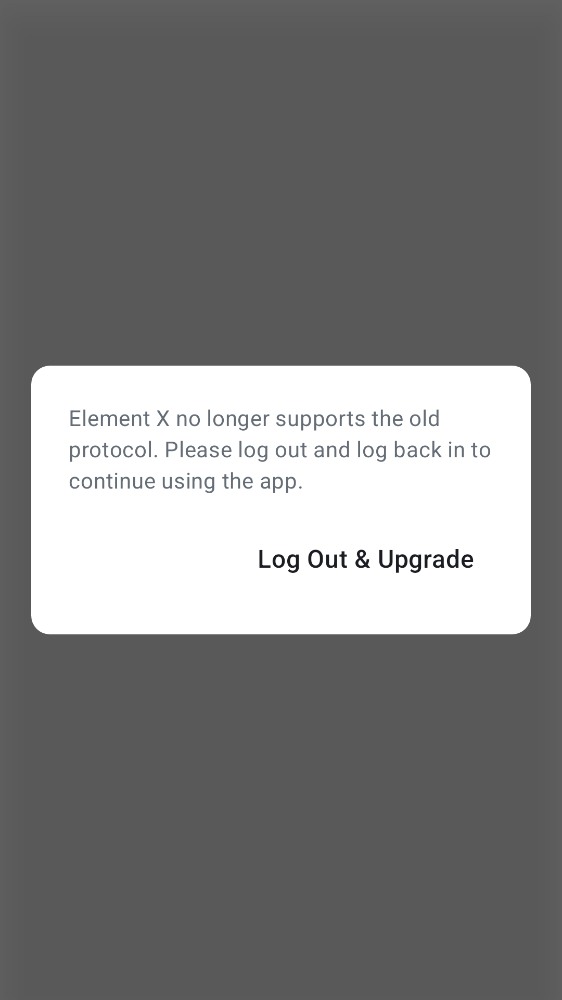 Element X no longer supports the old
protocol. Please log out and log back in to
continue using the app.
Log Out & Upgrade